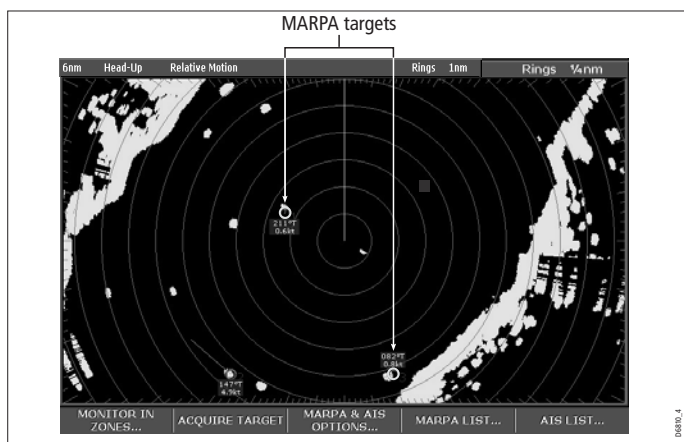 MARPA targets
6nm Head-Up Relative Motion Rings 1nm Rings ¼nm
211°T
0.6kt
082°T
0.8kt
147°T
4.9kt
MONITOR IN ZONES...
ACQUIRE TARGET
MARPA & AIS OPTIONS...
MARPA LIST...
AIS LIST...
D6810_4